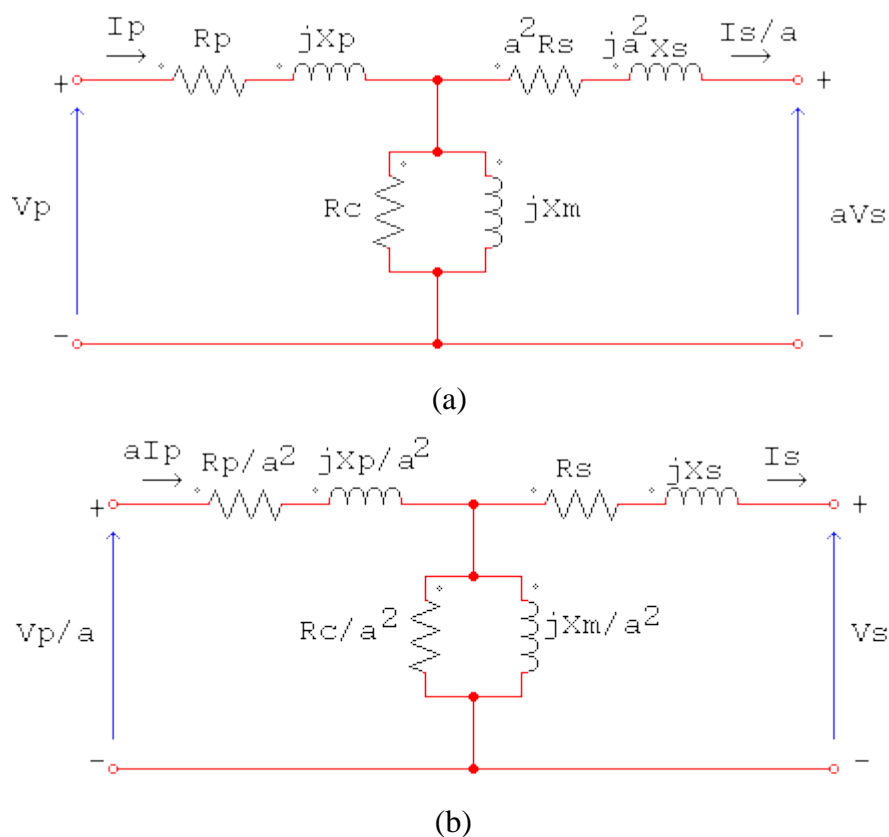 Ip Rp jXp a²Rs ja²Xs Is/a
+ +
Vp Rc jXm aVs
- -
(a)
aIp Rp/a² jXp/a² Rs jXs Is
+ +
Vp/a Rc/a² jXm/a² Vs
- -
(b)